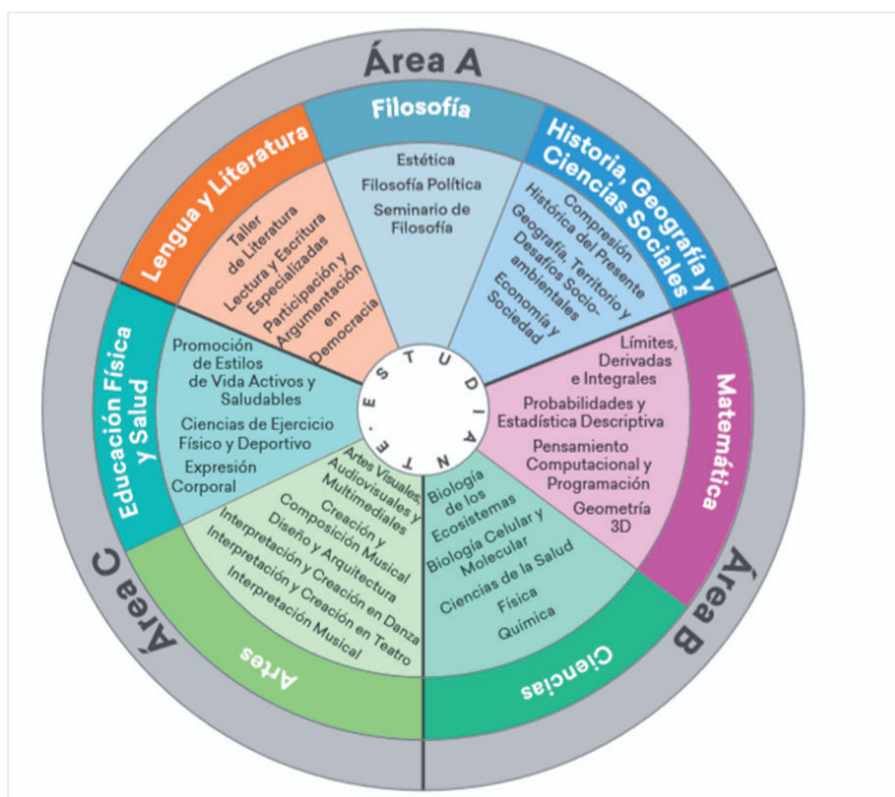 Área A
Filosofía
Estética
Filosofía Política
Seminario de
Filosofía
Historia, Geografía y
Ciencias Sociales
Compresión
Histórica del Presente
Geografía, Territorio y
Desafíos Socio-
ambientales
Economía y
Sociedad
Matemática
Límites,
Derivadas
e Integrales
Probabilidades y
Estadística Descriptiva
Pensamiento
Computacional y
Programación
Geometría
3D
Área B
Ciencias
Biología
de los
Ecosistemas
Biología Celular y
Molecular
Ciencias de la Salud
Física
Química
Artes
Artes Visuales,
Audiovisuales y
Multimediales
Creación y
Composición Musical
Diseño y Arquitectura
Interpretación y Creación en Danza
Interpretación y Creación en Teatro
Interpretación Musical
Área C
Educación Física
y Salud
Promoción
de Estilos
de Vida Activos y
Saludables
Ciencias de Ejercicio
Físico y Deportivo
Expresión
Corporal
Lengua y Literatura
Taller
de Literatura
Lectura y Escritura
Especializadas
Participación y
Argumentación
en
Democracia
ESTUDIANTE.